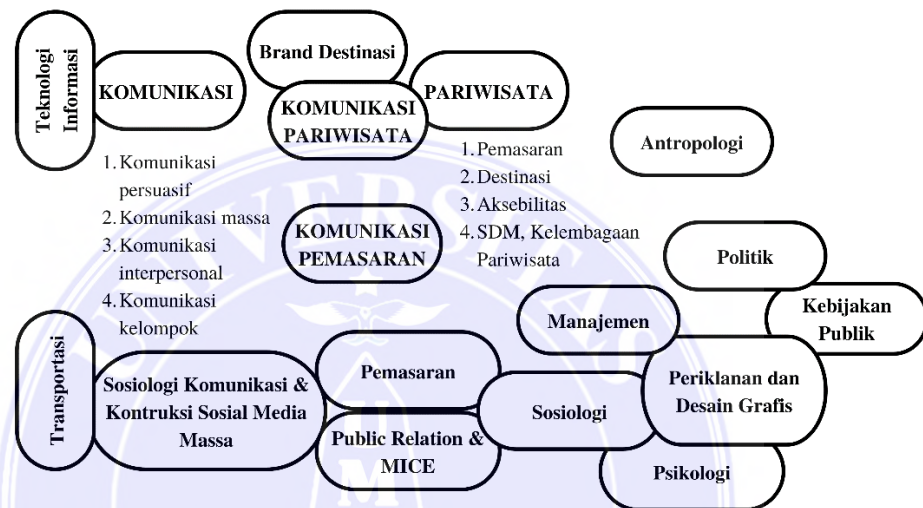 Teknologi
Informasi
KOMUNIKASI
Brand Destinasi
KOMUNIKASI
PARIWISATA
PARIWISATA
Antropologi
1. Komunikasi
persuasif
2. Komunikasi massa
3. Komunikasi
interpersonal
4. Komunikasi
kelompok
KOMUNIKASI
PEMASARAN
1. Pemasaran
2. Destinasi
3. Aksebilitas
4. SDM, Kelembagaan
Pariwisata
Politik
Kebijakan
Publik
Manajemen
Transportasi
Sosiologi Komunikasi &
Kontruksi Sosial Media
Massa
Pemasaran
Public Relation &
MICE
Sosiologi
Periklanan dan
Desain Grafis
Psikologi
UNIVERSITAS
U
M